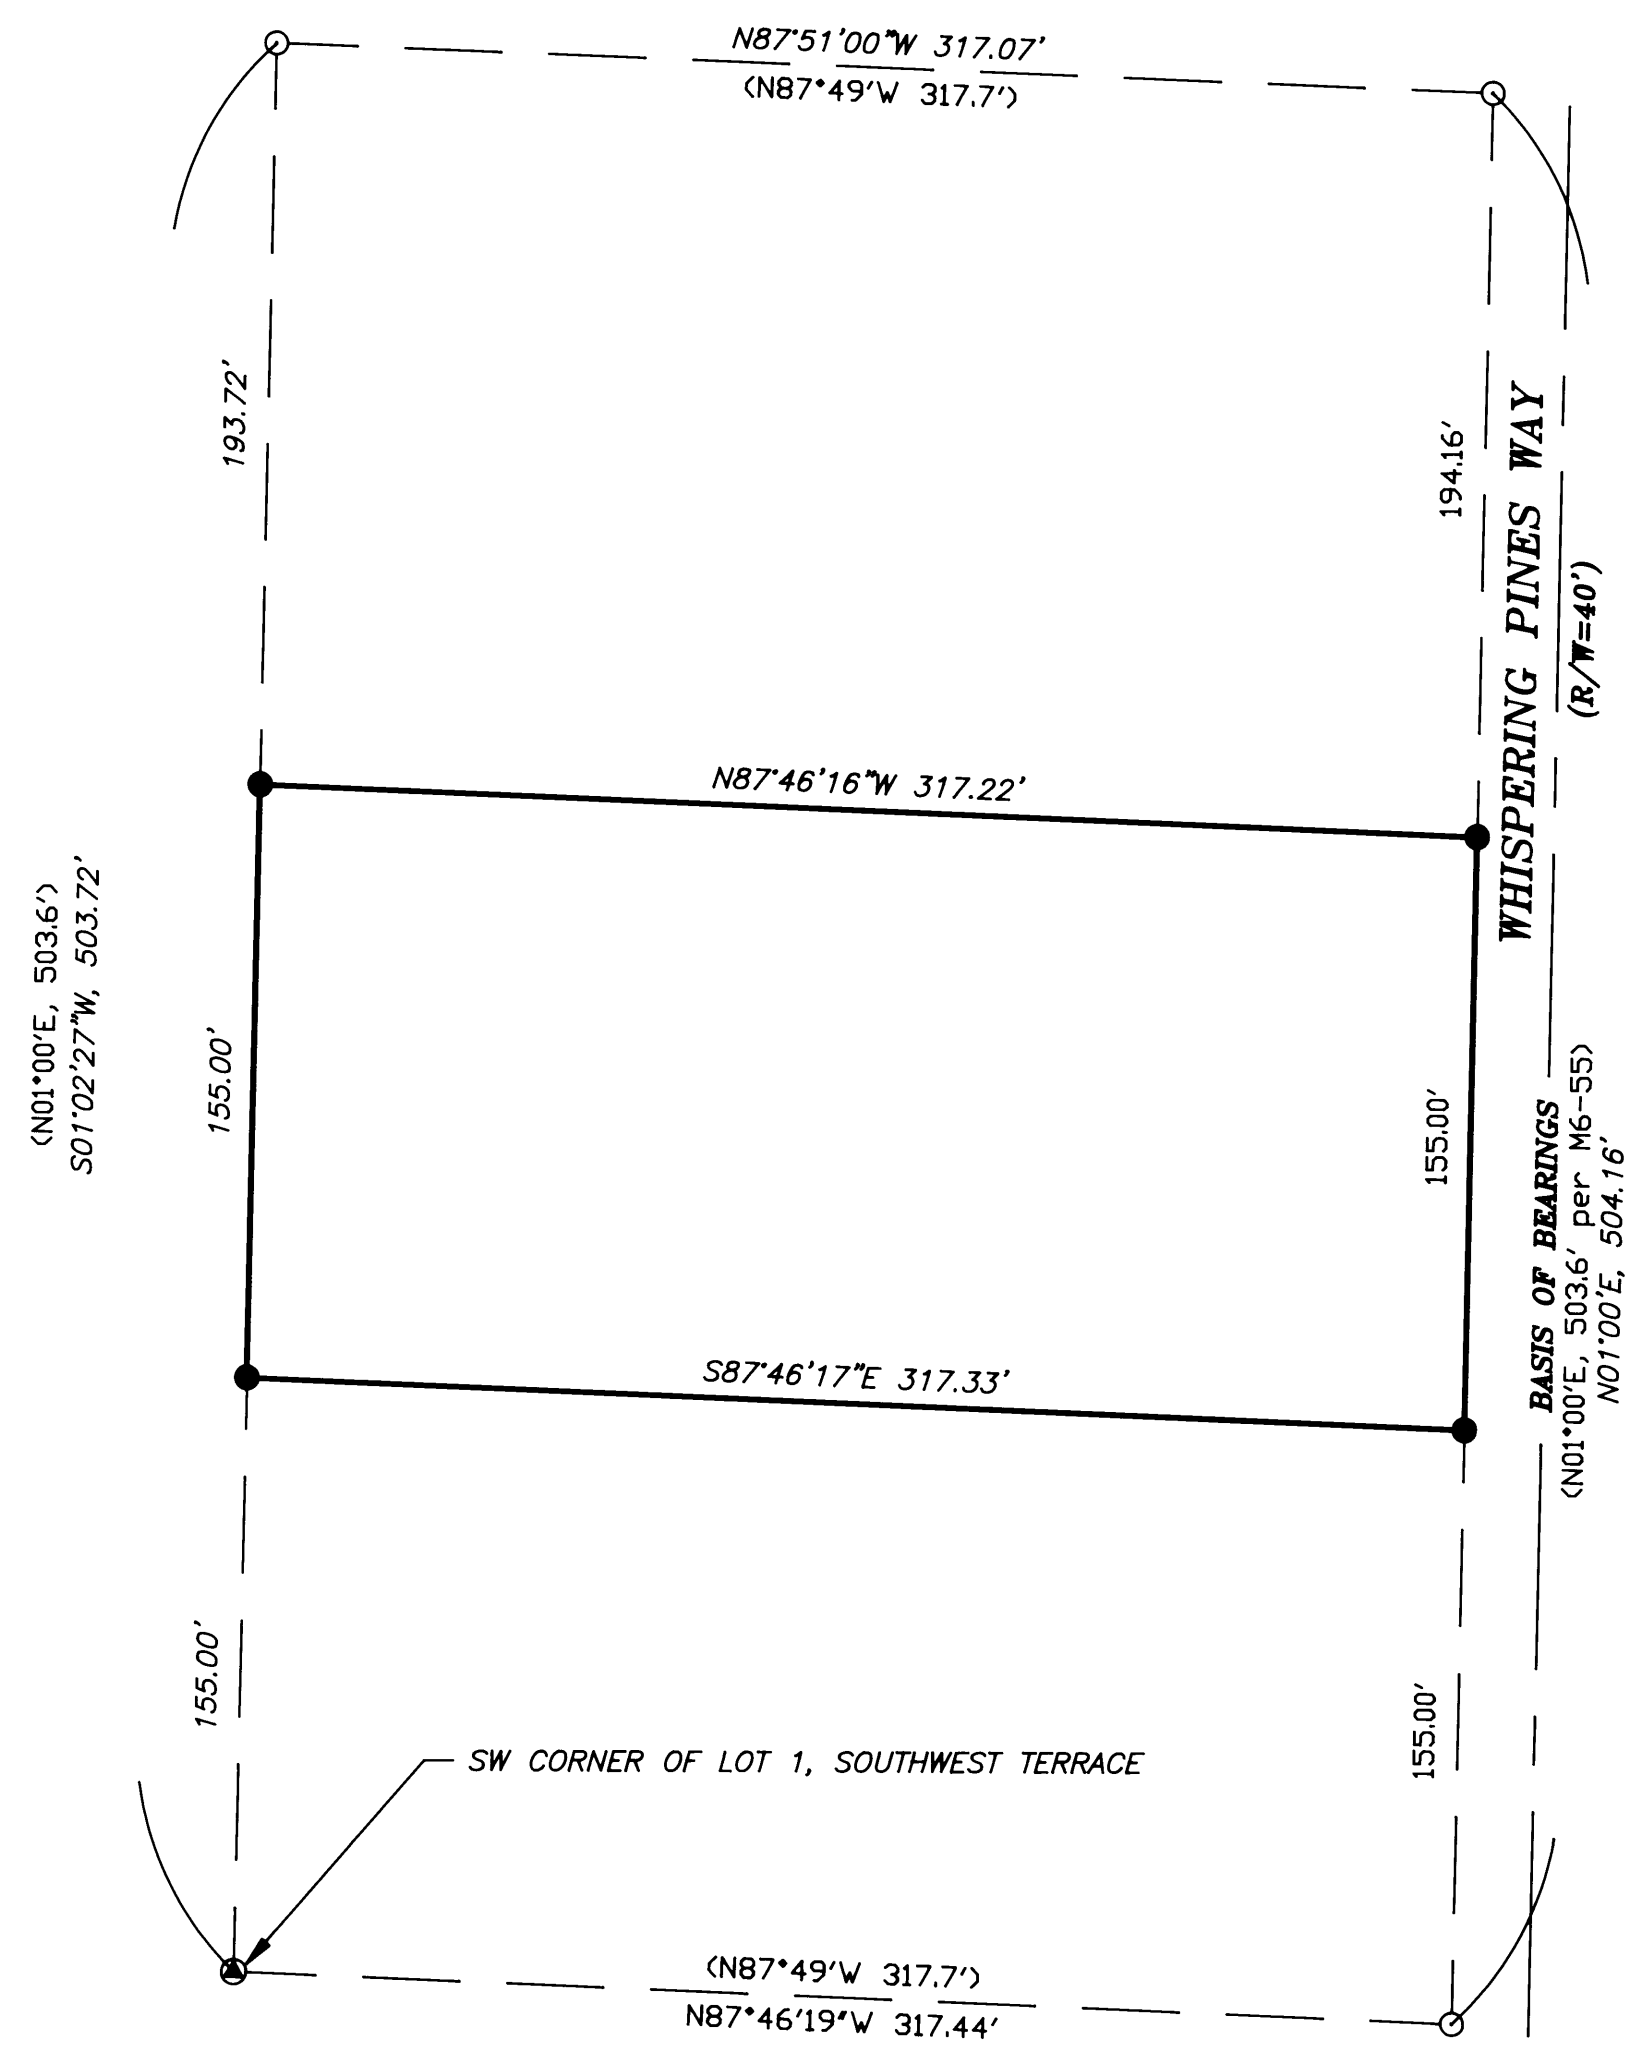 N87°51'00"W 317.07'
(N87°49'W 317.7')
193.72'
194.16'
WHISPERING PINES WAY
(R/W=40')
N87°46'16"W 317.22'
(N01°00'E, 503.6')
S01°02'27"W, 503.72'
155.00'
155.00'
BASIS OF BEARINGS
(N01°00'E, 503.6' per M6-55)
N01°00'E, 504.16'
S87°46'17"E 317.33'
155.00'
155.00'
SW CORNER OF LOT 1, SOUTHWEST TERRACE
(N87°49'W 317.7')
N87°46'19"W 317.44'